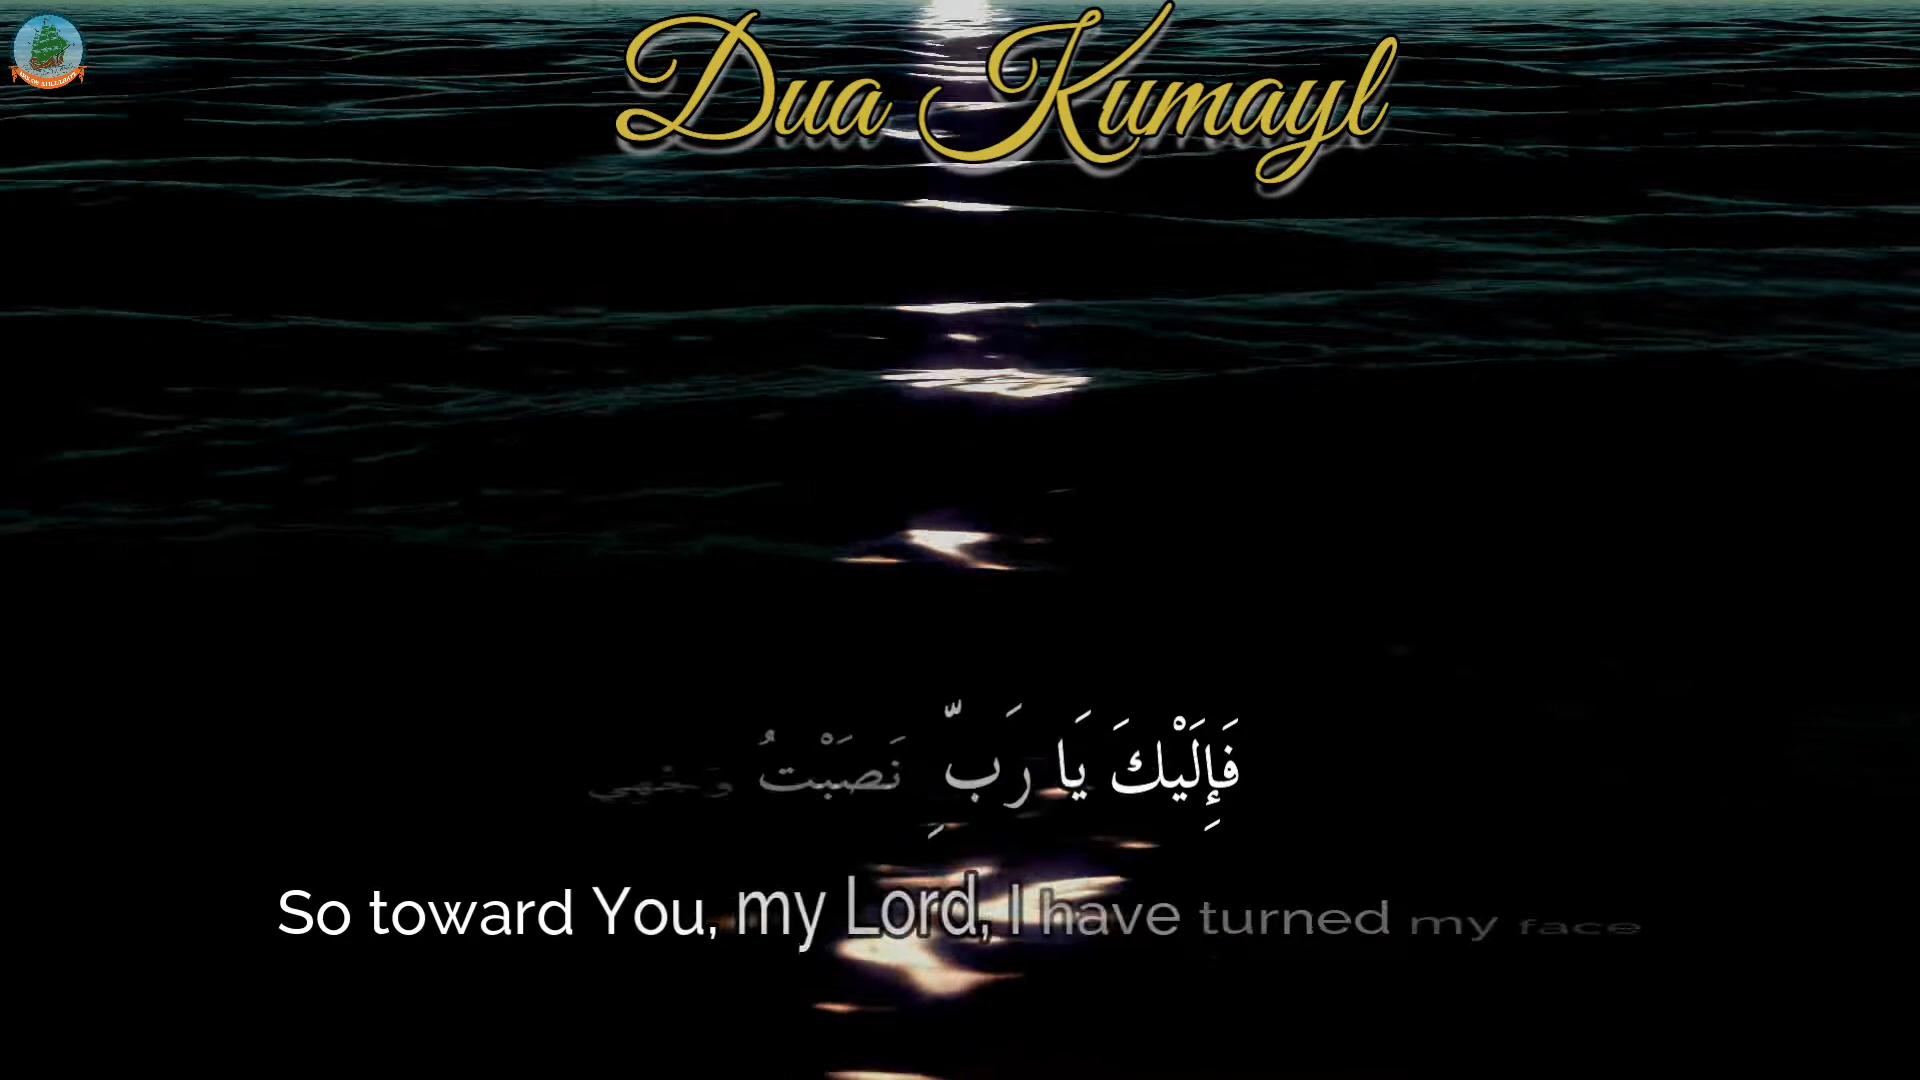 Dua Kumayl
فَإِلَيْكَ يَا رَبِّ نَصَبْتُ وَجْهِي
So toward You, my Lord, I have turned my face